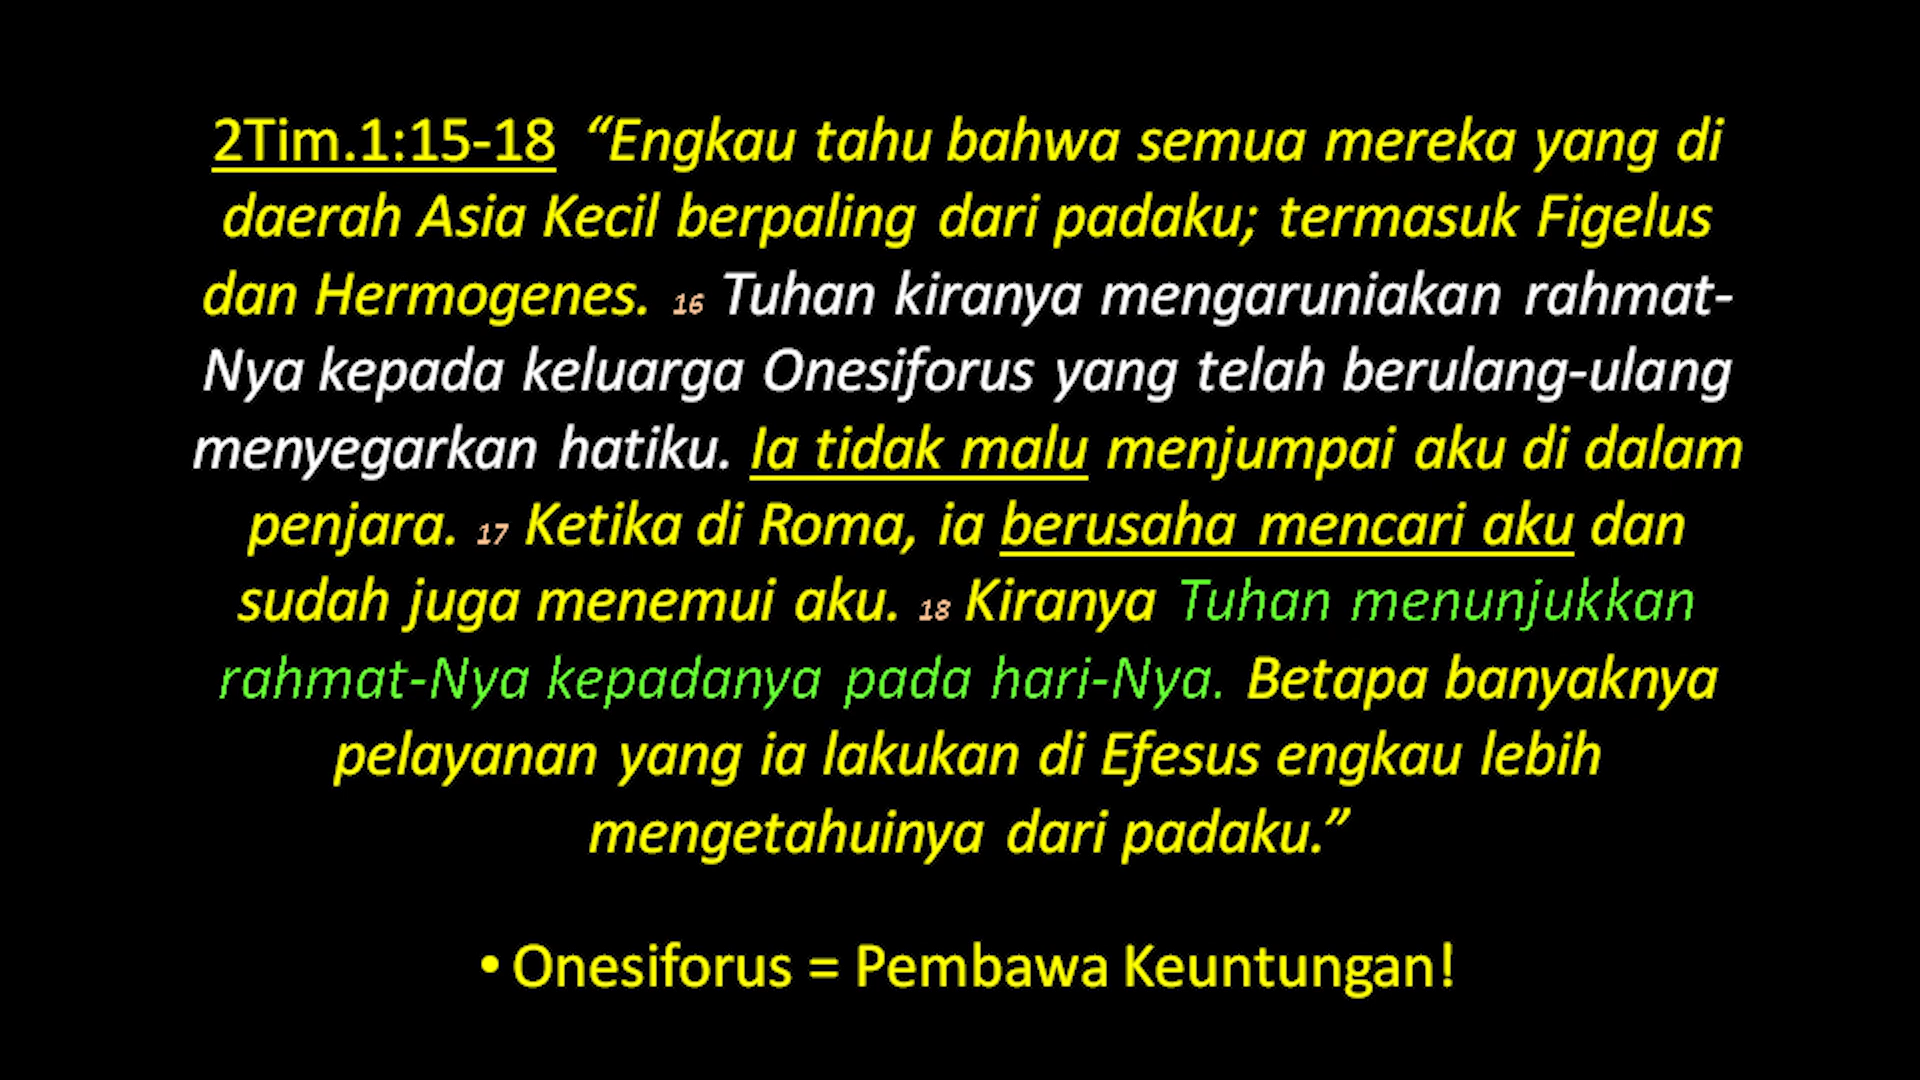 2Tim.1:15-18 “Engkau tahu bahwa semua mereka yang di
daerah Asia Kecil berpaling dari padaku; termasuk Figelus
dan Hermogenes. 16 Tuhan kiranya mengaruniakan rahmat-
Nya kepada keluarga Onesiforus yang telah berulang-ulang
menyegarkan hatiku. Ia tidak malu menjumpai aku di dalam
penjara. 17 Ketika di Roma, ia berusaha mencari aku dan
sudah juga menemui aku. 18 Kiranya Tuhan menunjukkan
rahmat-Nya kepadanya pada hari-Nya. Betapa banyaknya
pelayanan yang ia lakukan di Efesus engkau lebih
mengetahuinya dari padaku.”
• Onesiforus = Pembawa Keuntungan!